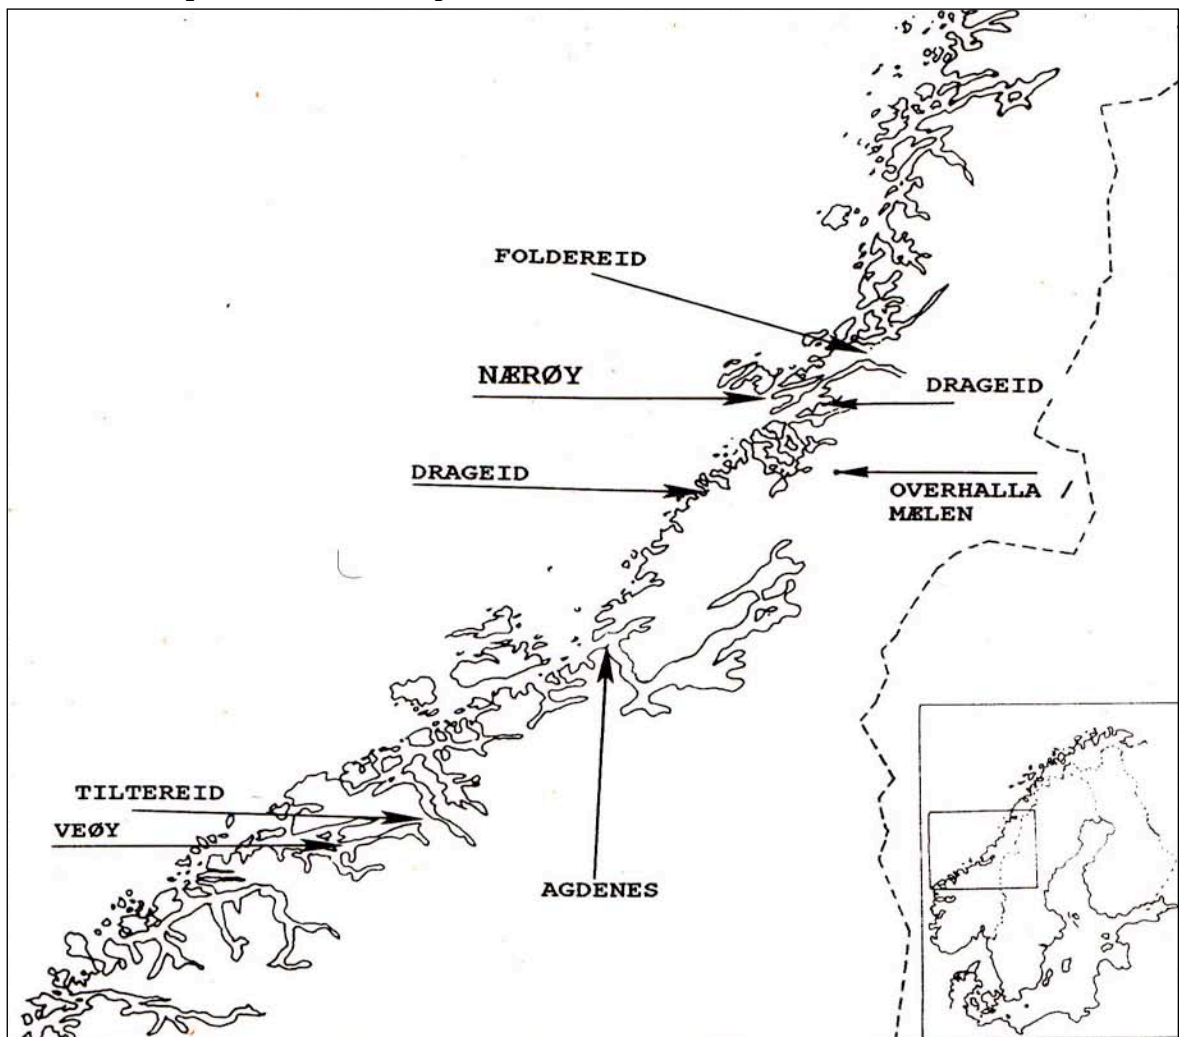 FOLDEREID
NÆRØY
DRAGEID
DRAGEID
OVERHALLA
MÆLEN
TILTEREID
VEØY
AGDENES